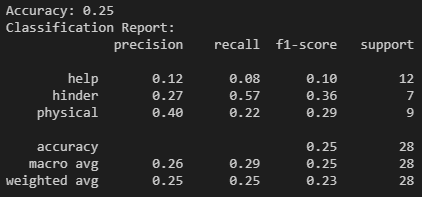 Accuracy: 0.25
Classification Report:
precision recall f1-score support
help 0.12 0.08 0.10 12
hinder 0.27 0.57 0.36 7
physical 0.40 0.22 0.29 9
accuracy 0.25 28
macro avg 0.26 0.29 0.25 28
weighted avg 0.25 0.25 0.23 28